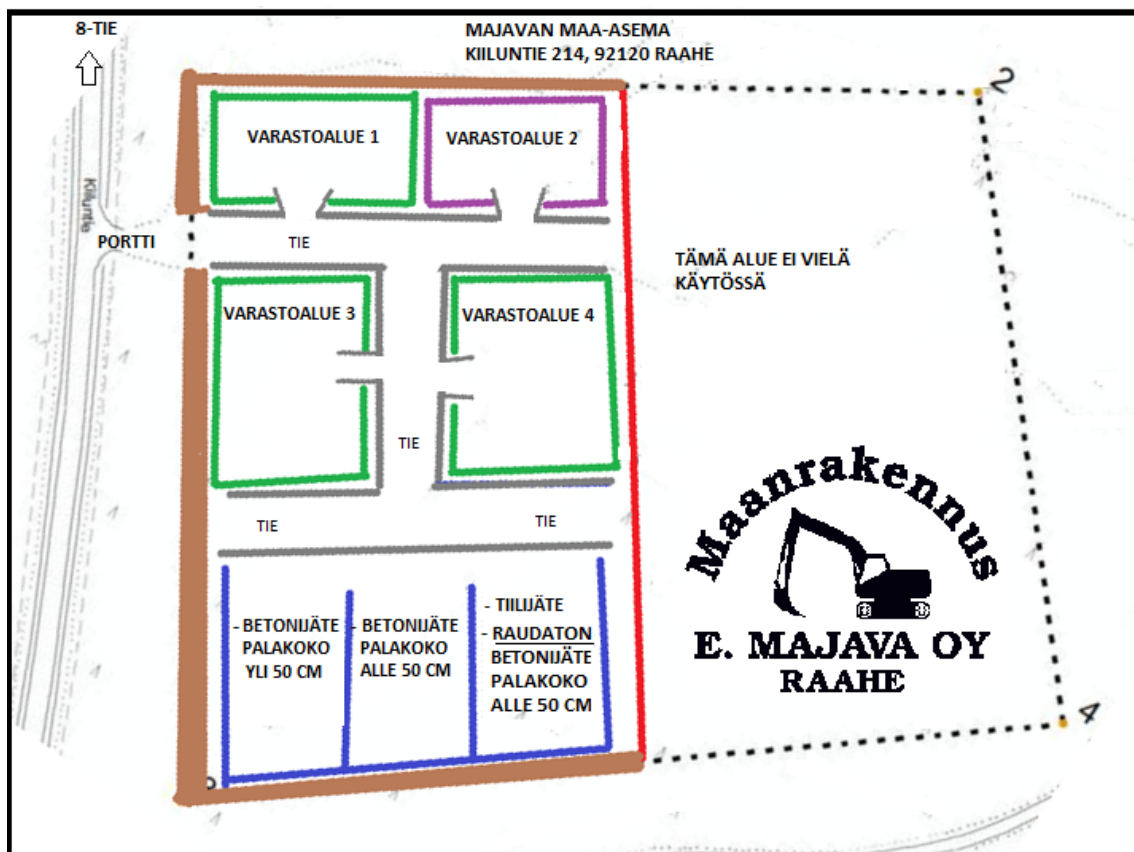 8-TIE
MAJAVAN MAA-ASEMA
KIILUNTIE 214, 92120 RAAHE
2
VARASTOALUE 1
VARASTOALUE 2
Kiiluntie
PORTTI
TIE
TÄMÄ ALUE EI VIELÄ
KÄYTÖSSÄ
VARASTOALUE 3
VARASTOALUE 4
TIE
TIE
TIE
- BETONIJÄTE
PALAKOKO
YLI 50 CM
- BETONIJÄTE
PALAKOKO
ALLE 50 CM
- TIILIJÄTE
- RAUDATON
BETONIJÄTE
PALAKOKO
ALLE 50 CM
Maanrakennus
E. MAJAVA OY
RAAHE
4